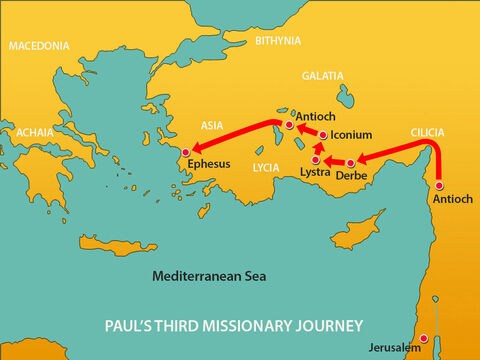 BITHYNIA
MACEDONIA
GALATIA
Antioch
ASIA
ACHAIA
Iconium
CILICIA
Ephesus
LYCIA
Lystra
Derbe
Antioch
Mediterranean Sea
PAUL'S THIRD MISSIONARY JOURNEY
Jerusalem